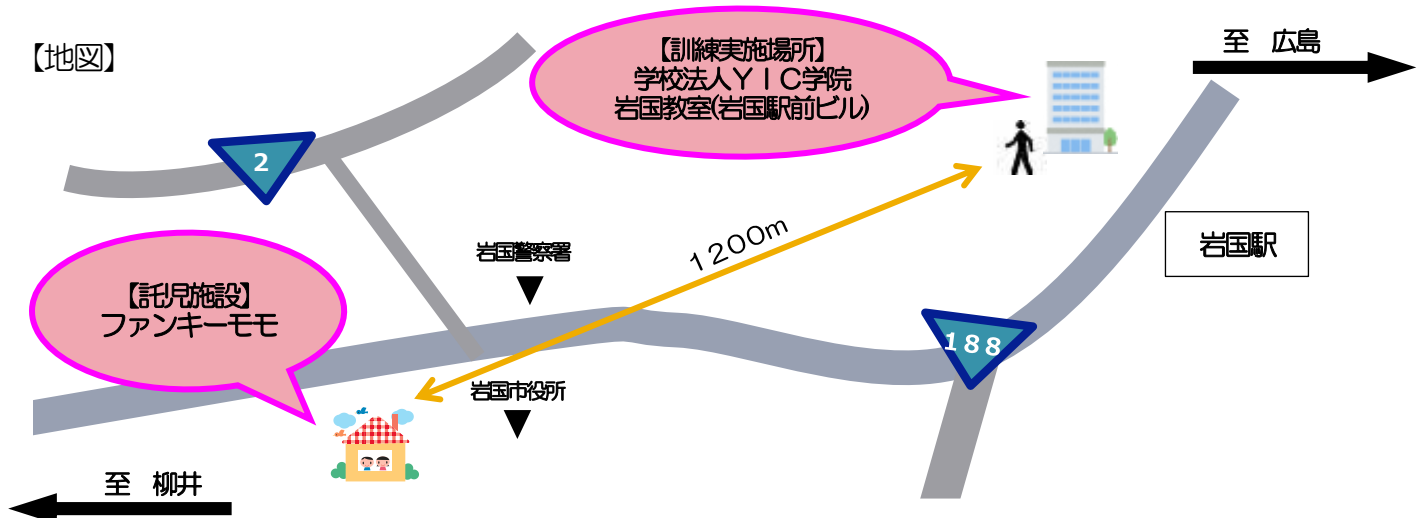 【地図】
【訓練実施場所】
学校法人ＹＩＣ学院
岩国教室(岩国駅前ビル)
至　広島
2
岩国駅
1200m
岩国警察署
【託児施設】
ファンキーモモ
188
岩国市役所
至　柳井